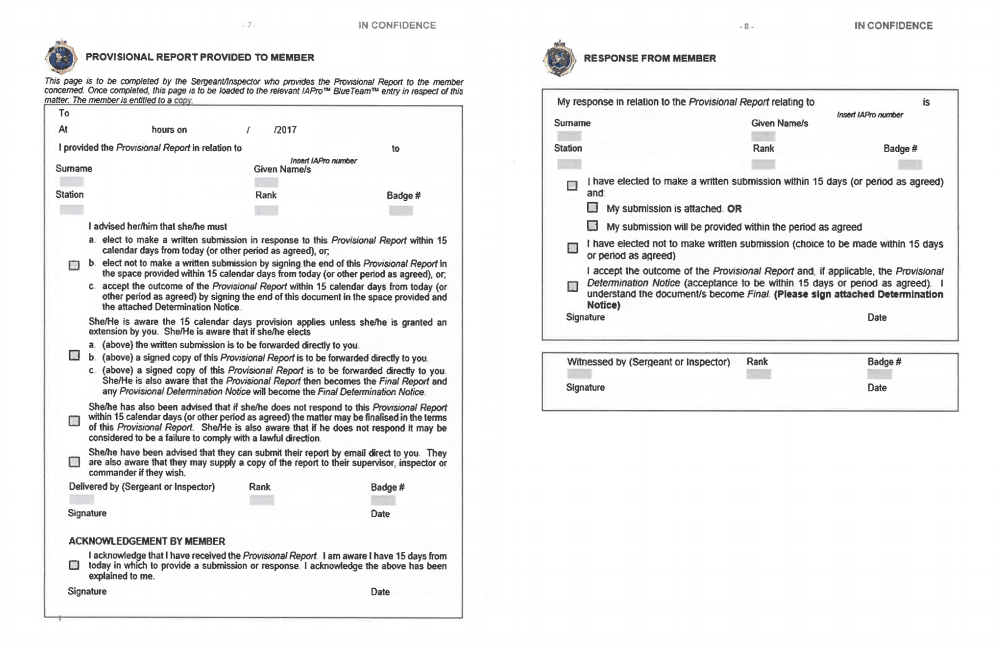 - 7 -
IN CONFIDENCE
PROVISIONAL REPORT PROVIDED TO MEMBER
This page is to be completed by the Sergeant/Inspector who provides the Provisional Report to the member
concerned. Once completed, this page is to be loaded to the relevant IAPro™ BlueTeam™ entry in respect of this
matter. The member is entitled to a copy.
To
At hours on / /2017
I provided the Provisional Report in relation to to
Insert IAPro number
Surname Given Name/s
Station Rank Badge #
I advised her/him that she/he must
a. elect to make a written submission in response to this Provisional Report within 15
calendar days from today (or other period as agreed), or;
b. elect not to make a written submission by signing the end of this Provisional Report in
the space provided within 15 calendar days from today (or other period as agreed), or;
c. accept the outcome of the Provisional Report within 15 calendar days from today (or
other period as agreed) by signing the end of this document in the space provided and
the attached Determination Notice.
She/He is aware the 15 calendar days provision applies unless she/he is granted an
extension by you. She/He is aware that if she/he elects
a. (above) the written submission is to be forwarded directly to you.
b. (above) a signed copy of this Provisional Report is to be forwarded directly to you.
c. (above) a signed copy of this Provisional Report is to be forwarded directly to you.
She/He is also aware that the Provisional Report then becomes the Final Report and
any Provisional Determination Notice will become the Final Determination Notice.
She/he has also been advised that if she/he does not respond to this Provisional Report
within 15 calendar days (or other period as agreed) the matter may be finalised in the terms
of this Provisional Report. She/He is also aware that if he does not respond it may be
considered to be a failure to comply with a lawful direction.
She/he have been advised that they can submit their report by email direct to you. They
are also aware that they may supply a copy of the report to their supervisor, inspector or
commander if they wish.
Delivered by (Sergeant or Inspector) Rank Badge #
Signature Date
ACKNOWLEDGEMENT BY MEMBER
I acknowledge that I have received the Provisional Report. I am aware I have 15 days from
today in which to provide a submission or response. I acknowledge the above has been
explained to me.
Signature Date
- 8 -
IN CONFIDENCE
RESPONSE FROM MEMBER
My response in relation to the Provisional Report relating to is
Insert IAPro number
Surname Given Name/s
Station Rank Badge #
I have elected to make a written submission within 15 days (or period as agreed)
and:
My submission is attached. OR
My submission will be provided within the period as agreed
I have elected not to make written submission (choice to be made within 15 days
or period as agreed)
I accept the outcome of the Provisional Report and, if applicable, the Provisional
Determination Notice (acceptance to be within 15 days or period as agreed). I
understand the document/s become Final. (Please sign attached Determination
Notice)
Signature Date
Witnessed by (Sergeant or Inspector) Rank Badge #
Signature Date